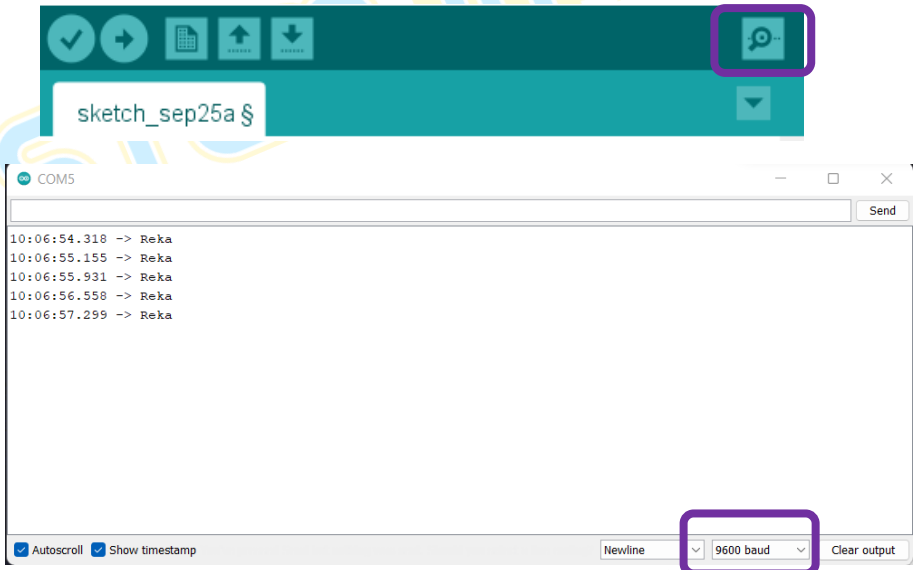 sketch_sep25a §
COM5
Send
10:06:54.318 -> Reka
10:06:55.155 -> Reka
10:06:55.931 -> Reka
10:06:56.558 -> Reka
10:06:57.299 -> Reka
Autoscroll Show timestamp Newline 9600 baud Clear output